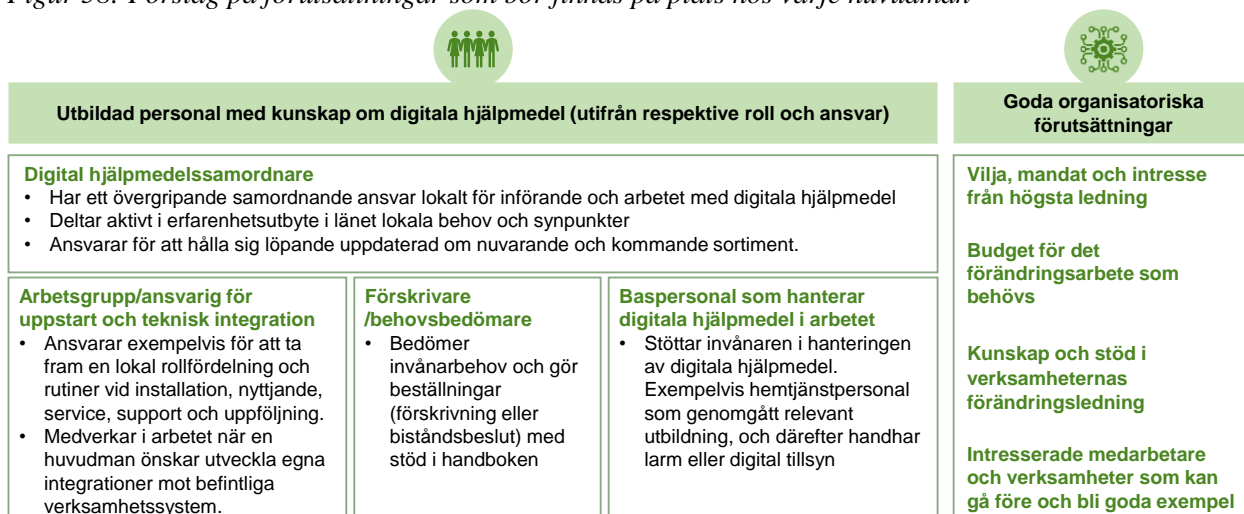 Utbildad personal med kunskap om digitala hjälpmedel (utifrån respektive roll och ansvar)
Digital hjälpmedelssamordnare
• Har ett övergripande samordnande ansvar lokalt för införande och arbetet med digitala hjälpmedel
• Deltar aktivt i erfarenhetsutbyte i länet lokala behov och synpunkter
• Ansvarar för att hålla sig löpande uppdaterad om nuvarande och kommande sortiment.
Arbetsgrupp/ansvarig för
uppstart och teknisk integration
• Ansvarar exempelvis för att ta
fram en lokal rollfördelning och
rutiner vid installation, nyttjande,
service, support och uppföljning.
• Medverkar i arbetet när en
huvudman önskar utveckla egna
integrationer mot befintliga
verksamhetssystem.
Förskrivare
/behovsbedömare
• Bedömer
invånarbehov och gör
beställningar
(förskrivning eller
biståndsbeslut) med
stöd i handboken
Baspersonal som hanterar
digitala hjälpmedel i arbetet
• Stöttar invånaren i hanteringen
av digitala hjälpmedel.
Exempelvis hemtjänstpersonal
som genomgått relevant
utbildning, och därefter handhar
larm eller digital tillsyn
Goda organisatoriska
förutsättningar
Vilja, mandat och intresse
från högsta ledning
Budget för det
förändringsarbete som
behövs
Kunskap och stöd i
verksamheternas
förändringsledning
Intresserade medarbetare
och verksamheter som kan
gå före och bli goda exempel